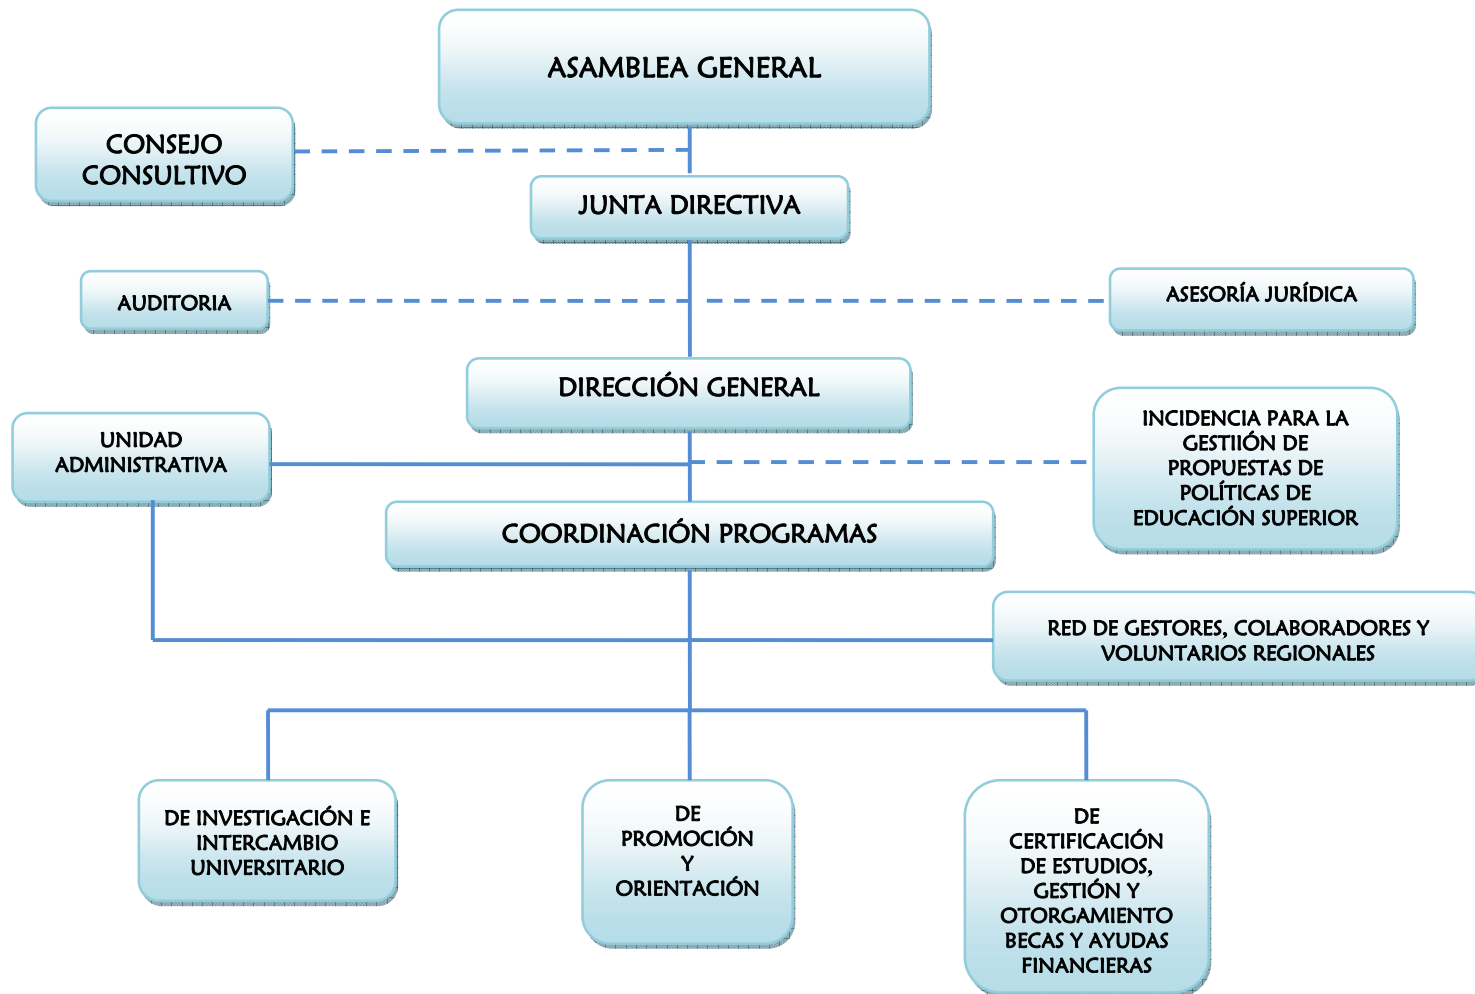 ASAMBLEA GENERAL
CONSEJO
CONSULTIVO
JUNTA DIRECTIVA
AUDITORIA
ASESORÍA JURÍDICA
DIRECCIÓN GENERAL
UNIDAD
ADMINISTRATIVA
INCIDENCIA PARA LA
GESTIIÓN DE
PROPUESTAS DE
POLÍTICAS DE
EDUCACIÓN SUPERIOR
COORDINACIÓN PROGRAMAS
RED DE GESTORES, COLABORADORES Y
VOLUNTARIOS REGIONALES
DE INVESTIGACIÓN E
INTERCAMBIO
UNIVERSITARIO
DE
PROMOCIÓN
Y
ORIENTACIÓN
DE
CERTIFICACIÓN
DE ESTUDIOS,
GESTIÓN Y
OTORGAMIENTO
BECAS Y AYUDAS
FINANCIERAS